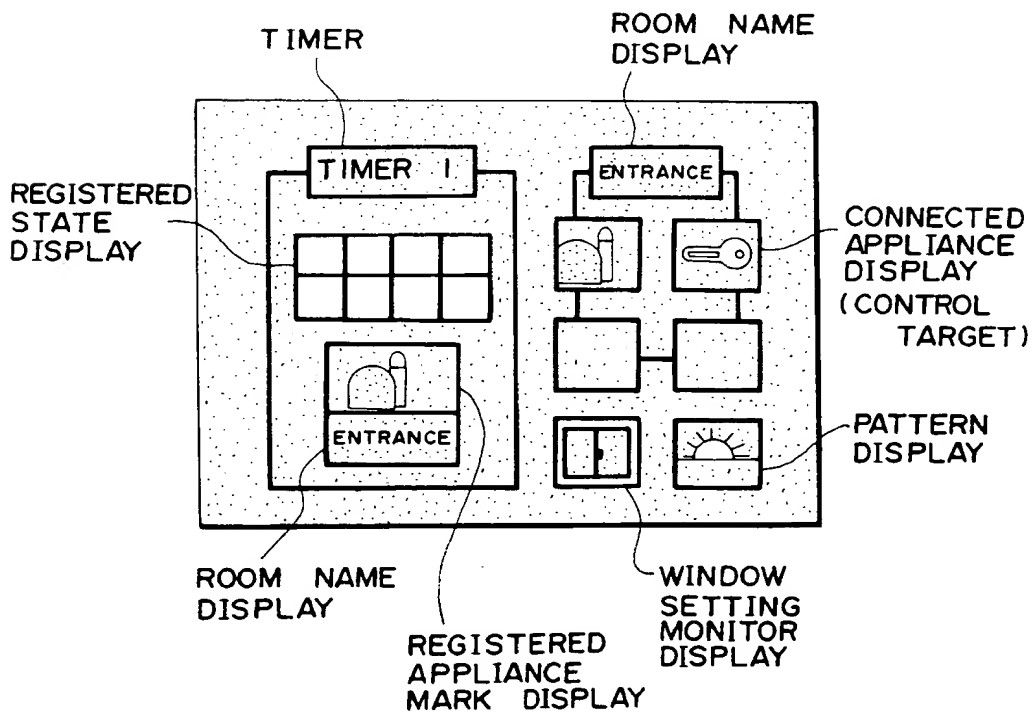 TIMER
ROOM NAME
DISPLAY
TIMER 1
ENTRANCE
REGISTERED
STATE
DISPLAY
CONNECTED
APPLIANCE
DISPLAY
(CONTROL
TARGET)
ENTRANCE
PATTERN
DISPLAY
ROOM NAME
DISPLAY
WINDOW
SETTING
MONITOR
DISPLAY
REGISTERED
APPLIANCE
MARK DISPLAY